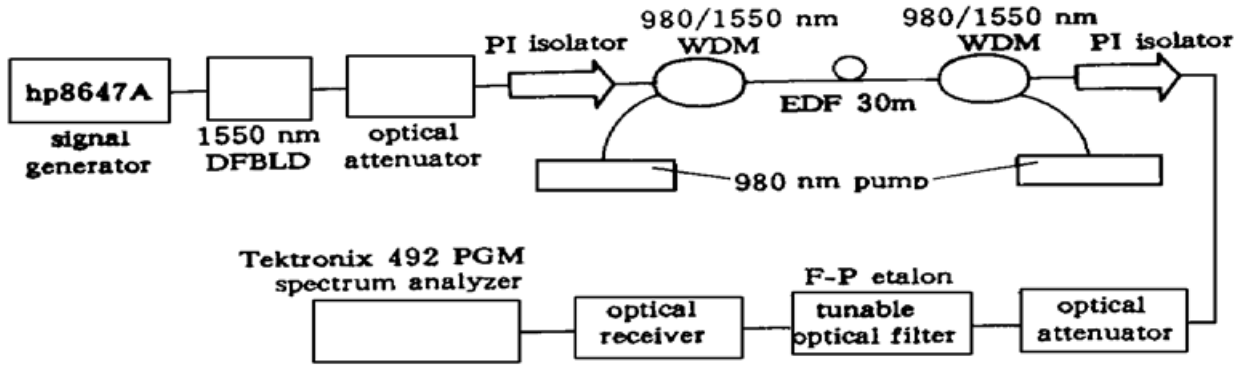 980/1550 nm
WDM
980/1550 nm
WDM
PI isolator
PI isolator
hp8647A
signal
generator
1550 nm
DFBLD
optical
attenuator
EDF 30m
980 nm pump
Tektronix 492 PGM
spectrum analyzer
optical
receiver
F-P etalon
tunable
optical filter
optical
attenuator